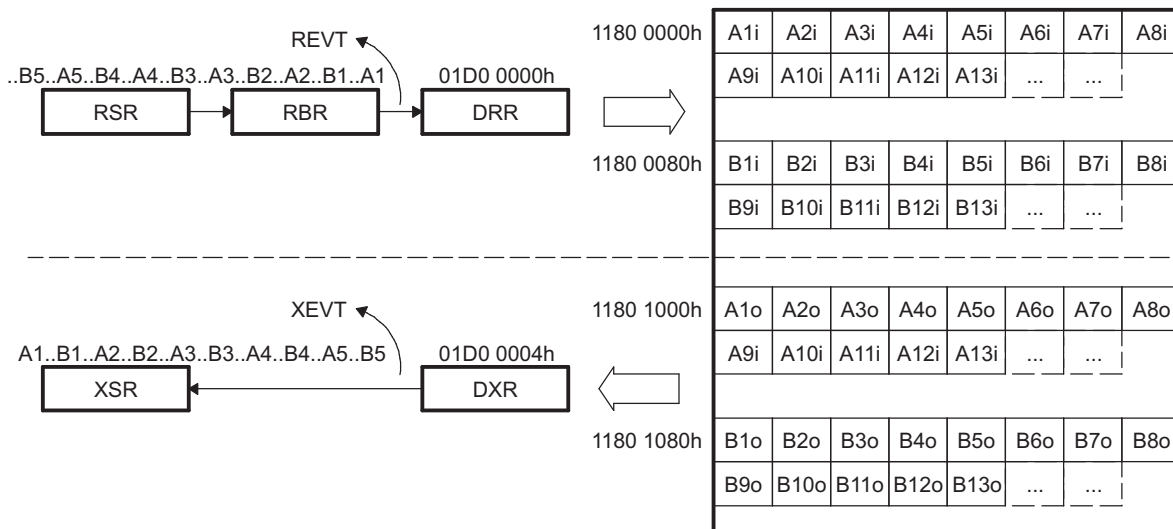 REVT
1180 0000h A1i A2i A3i A4i A5i A6i A7i A8i
..B5..A5..B4..A4..B3..A3..B2..A2..B1..A1 01D0 0000h
A9i A10i A11i A12i A13i ... ...
RSR RBR DRR
1180 0080h B1i B2i B3i B4i B5i B6i B7i B8i
B9i B10i B11i B12i B13i ... ...
XEVT
1180 1000h A1o A2o A3o A4o A5o A6o A7o A8o
A1..B1..A2..B2..A3..B3..A4..B4..A5..B5 01D0 0004h
A9i A10i A11i A12i A13i ... ...
XSR DXR
1180 1080h B1o B2o B3o B4o B5o B6o B7o B8o
B9o B10o B11o B12o B13o ... ...